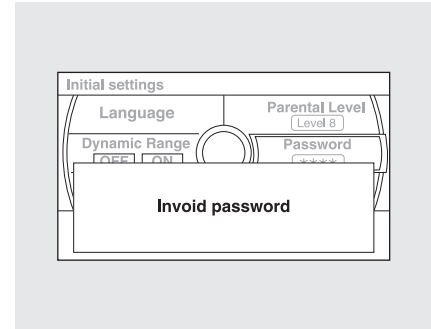 Initial settings
Language
Parental Level
Level 8
Dynamic Range
Password
OFF ON
****
Invoid password